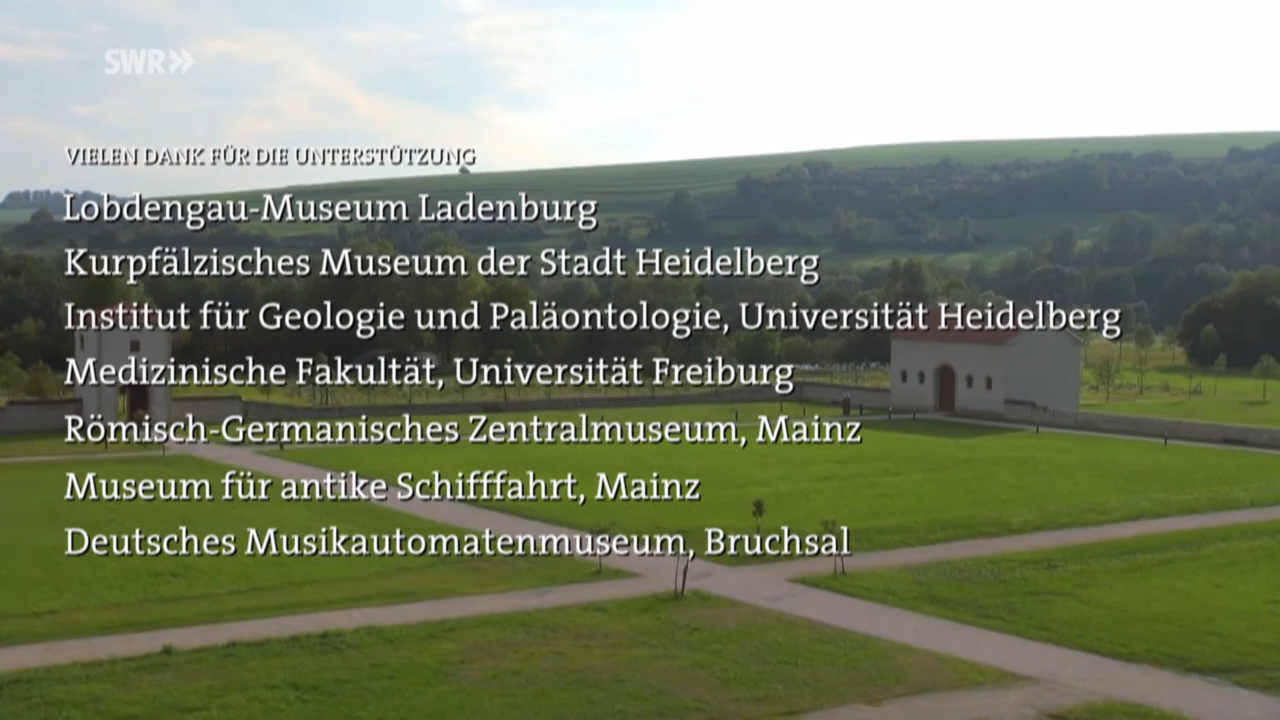 SWR»
VIELEN DANK FÜR DIE UNTERSTÜTZUNG
Lobdengau-Museum Ladenburg
Kurpfälzisches Museum der Stadt Heidelberg
Institut für Geologie und Paläontologie, Universität Heidelberg
Medizinische Fakultät, Universität Freiburg
Römisch-Germanisches Zentralmuseum, Mainz
Museum für antike Schifffahrt, Mainz
Deutsches Musikautomatenmuseum, Bruchsal